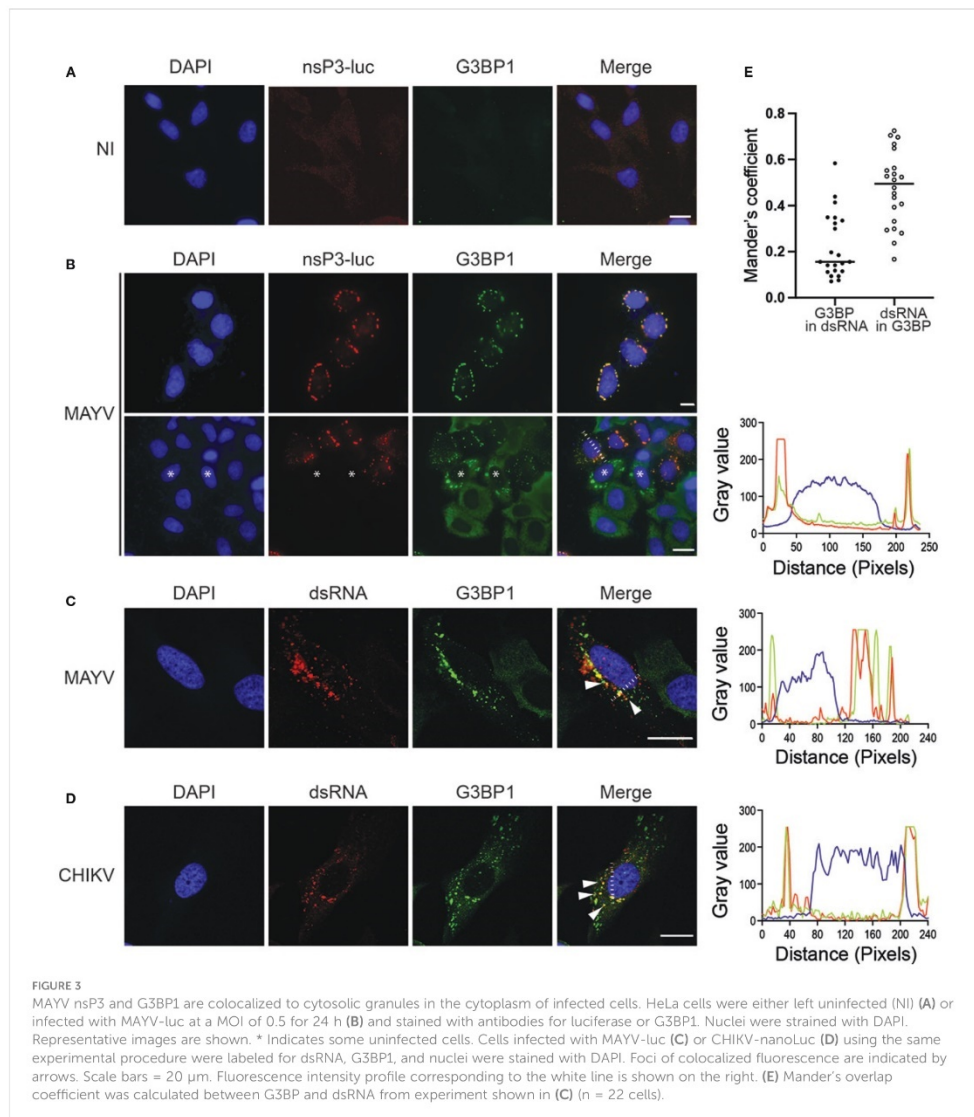 A
DAPI nsP3-luc G3BP1 Merge
NI
B
DAPI nsP3-luc G3BP1 Merge
MAYV
* * * * * * * *
C
DAPI dsRNA G3BP1 Merge
MAYV
D
DAPI dsRNA G3BP1 Merge
CHIKV
E
Mander's coefficient
0.8
0.6
0.4
0.2
0.0
G3BP in dsRNA
dsRNA in G3BP
Gray value
300
200
100
0
0 50 100 150 200 250
Distance (Pixels)
Gray value
300
200
100
0
0 40 80 120 160 200 240
Distance (Pixels)
Gray value
300
200
100
0
0 40 80 120 160 200 240
Distance (Pixels)
FIGURE 3
MAYV nsP3 and G3BP1 are colocalized to cytosolic granules in the cytoplasm of infected cells. HeLa cells were either left uninfected (NI) (A) or
infected with MAYV-luc at a MOI of 0.5 for 24 h (B) and stained with antibodies for luciferase or G3BP1. Nuclei were strained with DAPI.
Representative images are shown. * Indicates some uninfected cells. Cells infected with MAYV-luc (C) or CHIKV-nanoLuc (D) using the same
experimental procedure were labeled for dsRNA, G3BP1, and nuclei were stained with DAPI. Foci of colocalized fluorescence are indicated by
arrows. Scale bars = 20 μm. Fluorescence intensity profile corresponding to the white line is shown on the right. (E) Mander's overlap
coefficient was calculated between G3BP and dsRNA from experiment shown in (C) (n = 22 cells).